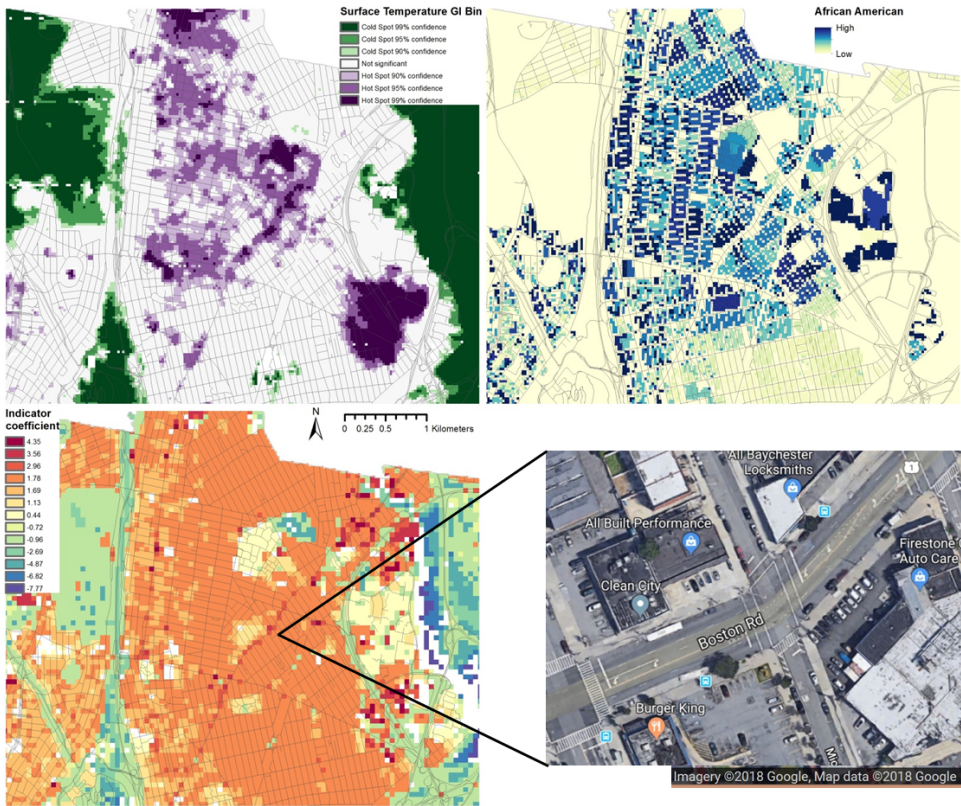 Surface Temperature GI Bin
Cold Spot 99% confidence
Cold Spot 95% confidence
Cold Spot 90% confidence
Not significant
Hot Spot 90% confidence
Hot Spot 95% confidence
Hot Spot 99% confidence
African American
High
Low
Indicator
coefficient
4.35
3.56
2.96
1.78
1.69
1.13
0.44
-0.72
-0.96
-2.69
-4.87
-6.82
-7.77
N
0 0.25 0.5 1 Kilometers
All Baychester
Locksmiths
1
All Built Performance
Firestone
Auto Care
Clean City
Boston Rd
Burger King
Imagery ©2018 Google, Map data ©2018 Google